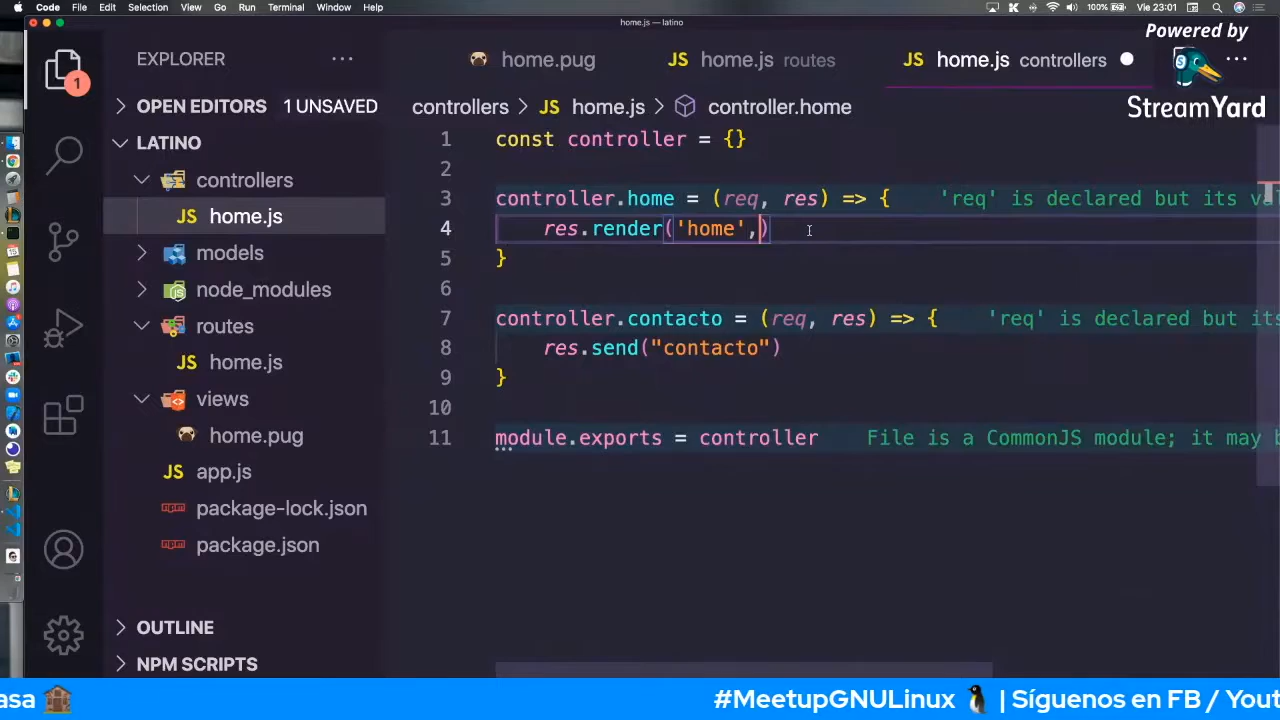 Code File Edit Selection View Go Run Terminal Window Help 100% Vie 23:01
home.js — latino
Powered by
StreamYard
EXPLORER
home.pug
JS home.js routes
JS home.js controllers
OPEN EDITORS 1 UNSAVED
controllers > JS home.js > controller.home
LATINO
controllers
JS home.js
models
node_modules
routes
JS home.js
views
home.pug
JS app.js
package-lock.json
package.json
OUTLINE
NPM SCRIPTS
1
1 const controller = {}
2
3 controller.home = (req, res) => { 'req' is declared but its val
4 res.render('home',)
5 }
6
7 controller.contacto = (req, res) => { 'req' is declared but its
8 res.send("contacto")
9 }
10
11 module.exports = controller File is a CommonJS module; it may b
asa #MeetupGNULinux | Síguenos en FB / Yout